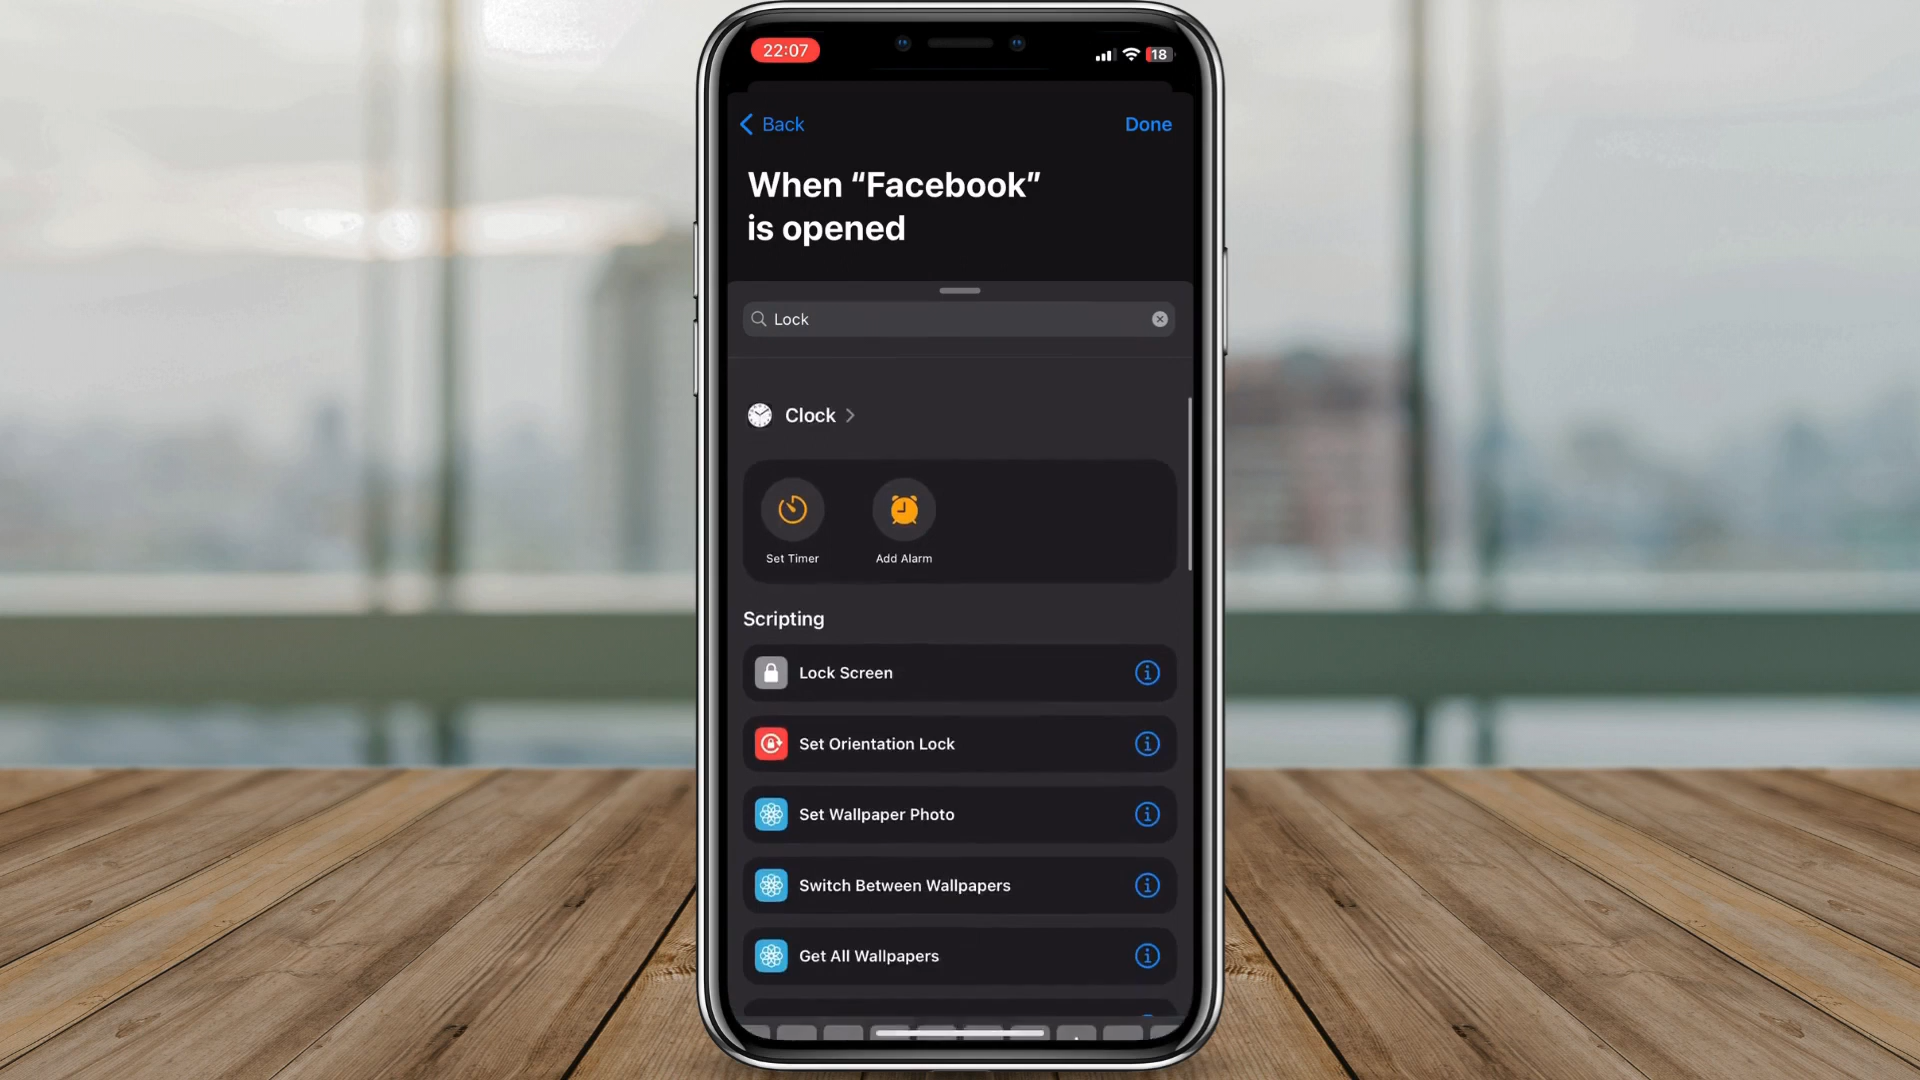 22:07
18
Back
Done
When “Facebook”
is opened
Lock
Clock
Set Timer
Add Alarm
Scripting
Lock Screen
Set Orientation Lock
Set Wallpaper Photo
Switch Between Wallpapers
Get All Wallpapers